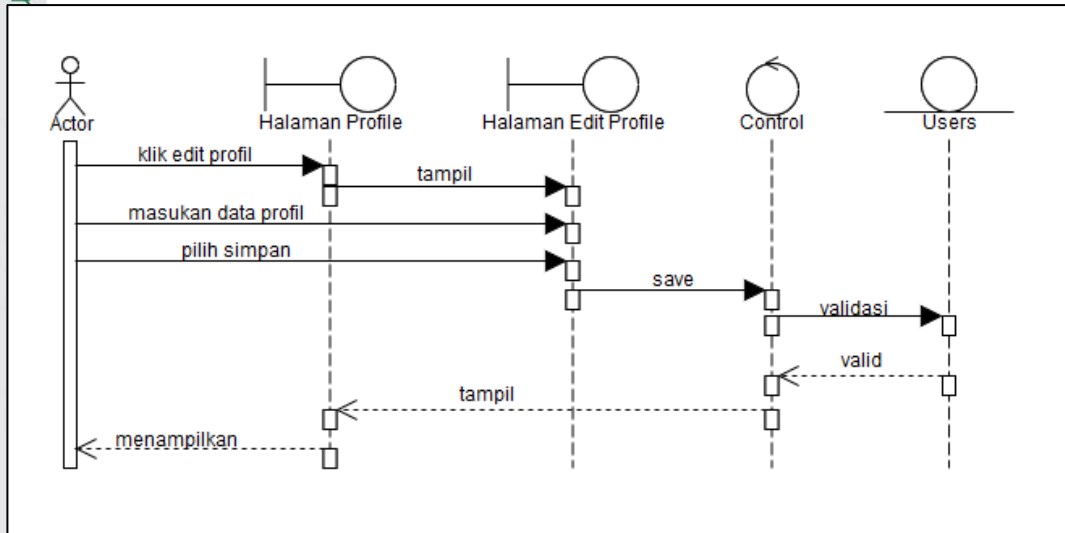 Actor
Halaman Profile
Halaman Edit Profile
Control
Users
klik edit profil
tampil
masukan data profil
pilih simpan
save
validasi
valid
tampil
menampilkan